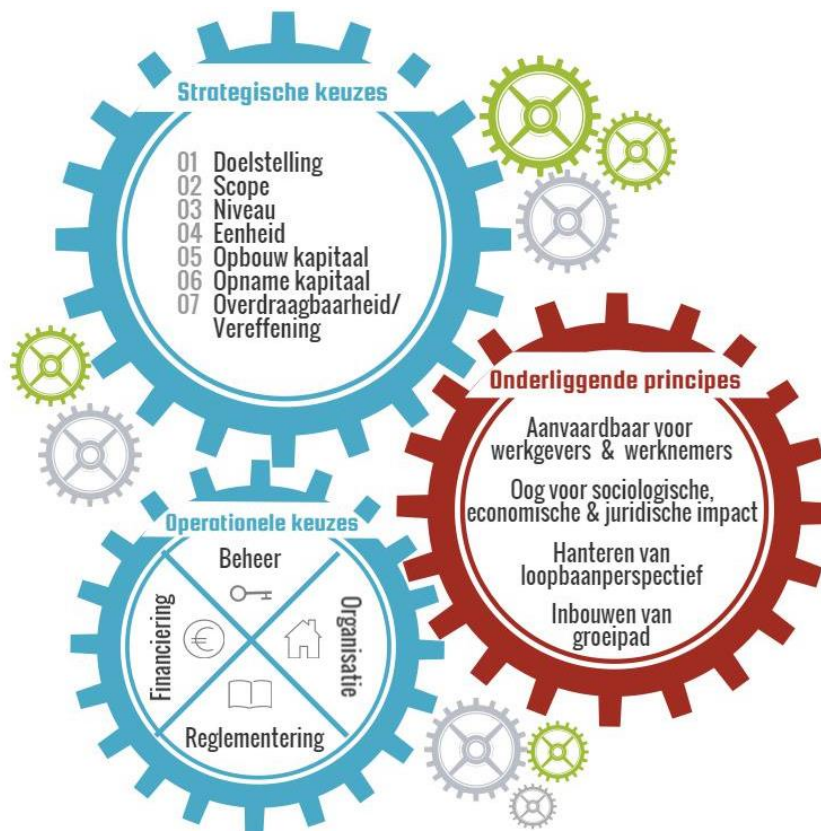 Strategische keuzes
01 Doelstelling
02 Scope
03 Niveau
04 Eenheid
05 Opbouw kapitaal
06 Opname kapitaal
07 Overdraagbaarheid/
Vereffening
Onderliggende principes
Aanvaardbaar voor
werkgevers & werknemers
Oog voor sociologische,
economische & juridische impact
Hanteren van
loopbaanperspectief
Inbouwen van
groeipad
Operationele keuzes
Beheer
Financiering
€
Organisatie
Reglementering